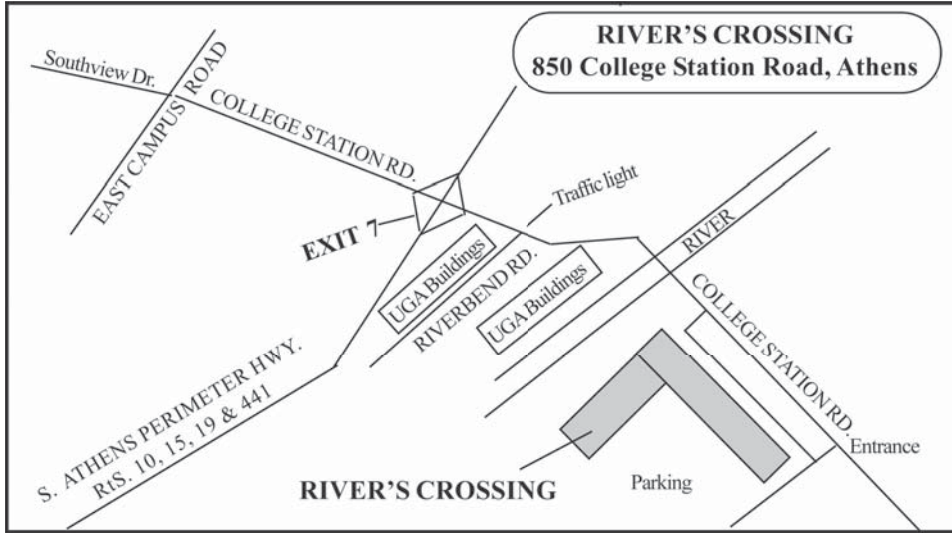 RIVER'S CROSSING
850 College Station Road, Athens
Southview Dr.
EAST CAMPUS ROAD
COLLEGE STATION RD.
Traffic light
EXIT 7
UGA Buildings
RIVERBEND RD.
UGA Buildings
RIVER
COLLEGE STATION RD.
S. ATHENS PERIMETER HWY.
RtS. 10, 15, 19 & 441
Entrance
Parking
RIVER'S CROSSING